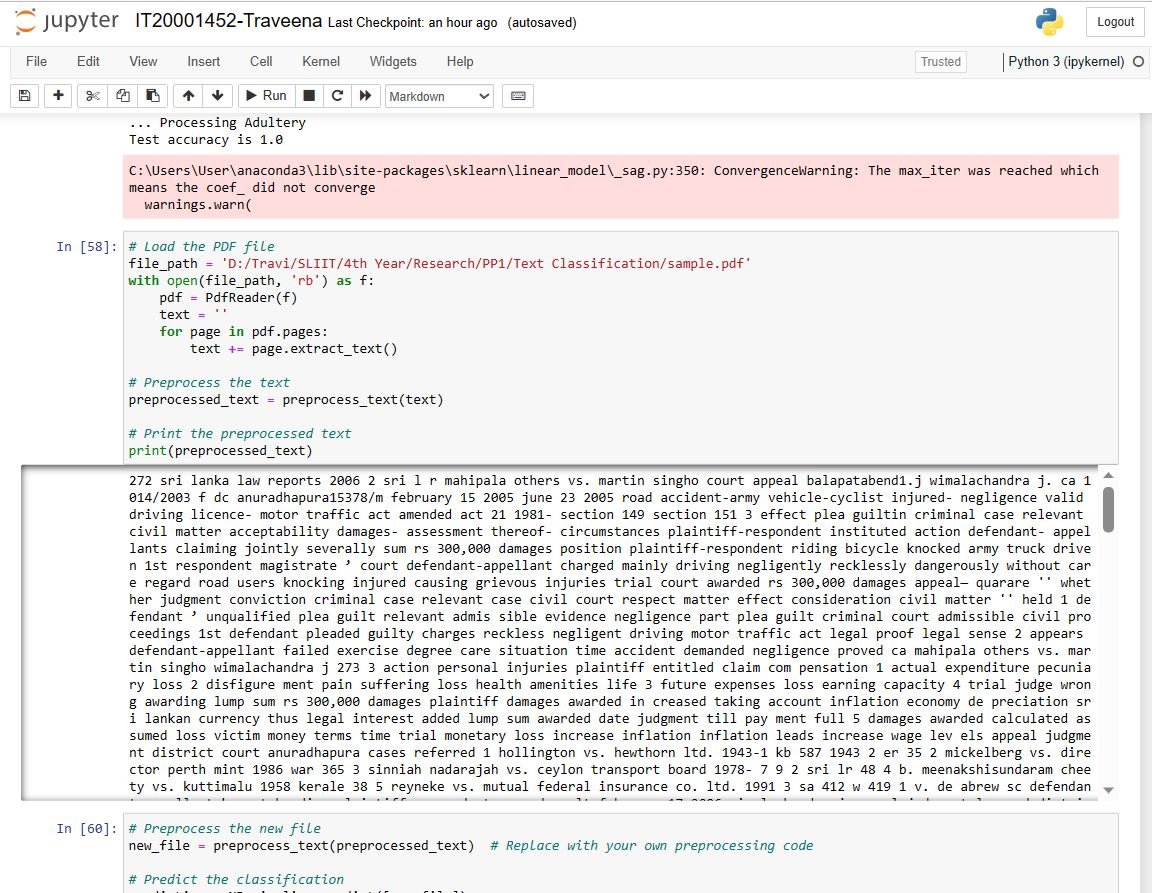 jupyter IT20001452-Traveena Last Checkpoint: an hour ago (autosaved)
Logout
File Edit View Insert Cell Kernel Widgets Help
Trusted
Python 3 (ipykernel)
Run
Markdown
... Processing Adultery
Test accuracy is 1.0
C:\Users\User\anaconda3\lib\site-packages\sklearn\linear_model\_sag.py:350: ConvergenceWarning: The max_iter was reached which
means the coef_ did not converge
  warnings.warn(
In [58]:
# Load the PDF file
file_path = 'D:/Travi/SLIIT/4th Year/Research/PP1/Text Classification/sample.pdf'
with open(file_path, 'rb') as f:
    pdf = PdfReader(f)
    text = ''
    for page in pdf.pages:
        text += page.extract_text()
# Preprocess the text
preprocessed_text = preprocess_text(text)
# Print the preprocessed text
print(preprocessed_text)
272 sri lanka law reports 2006 2 sri l r mahipala others vs. martin singho court appeal balapatabend1.j wimalachandra j. ca 1
014/2003 f dc anuradhapura15378/m february 15 2005 june 23 2005 road accident-army vehicle-cyclist injured- negligence valid
driving licence- motor traffic act amended act 21 1981- section 149 section 151 3 effect plea guiltin criminal case relevant
civil matter acceptability damages- assessment thereof- circumstances plaintiff-respondent instituted action defendant- appel
lants claiming jointly severally sum rs 300,000 damages position plaintiff-respondent riding bicycle knocked army truck drive
n 1st respondent magistrate ’ court defendant-appellant charged mainly driving negligently recklessly dangerously without car
e regard road users knocking injured causing grievous injuries trial court awarded rs 300,000 damages appeal— quarare '' whet
her judgment conviction criminal case relevant case civil court respect matter effect consideration civil matter '' held 1 de
fendant ’ unqualified plea guilt relevant admis sible evidence negligence part plea guilt criminal court admissible civil pro
ceedings 1st defendant pleaded guilty charges reckless negligent driving motor traffic act legal proof legal sense 2 appears
defendant-appellant failed exercise degree care situation time accident demanded negligence proved ca mahipala others vs. mar
tin singho wimalachandra j 273 3 action personal injuries plaintiff entitled claim com pensation 1 actual expenditure pecunia
ry loss 2 disfigure ment pain suffering loss health amenities life 3 future expenses loss earning capacity 4 trial judge wron
g awarding lump sum rs 300,000 damages plaintiff damages awarded in creased taking account inflation economy de preciation sr
i lankan currency thus legal interest added lump sum awarded date judgment till pay ment full 5 damages awarded calculated as
sumed loss victim money terms time trial monetary loss increase inflation inflation leads increase wage lev els appeal judgme
nt district court anuradhapura cases referred 1 hollington vs. hewthorn ltd. 1943-1 kb 587 1943 2 er 35 2 mickelberg vs. dire
ctor perth mint 1986 war 365 3 sinniah nadarajah vs. ceylon transport board 1978- 7 9 2 sri lr 48 4 b. meenakshisundaram chee
ty vs. kuttimalu 1958 kerale 38 5 reyneke vs. mutual federal insurance co. ltd. 1991 3 sa 412 w 419 1 v. de abrew sc defendan
In [60]:
# Preprocess the new file
new_file = preprocess_text(preprocessed_text)  # Replace with your own preprocessing code
# Predict the classification